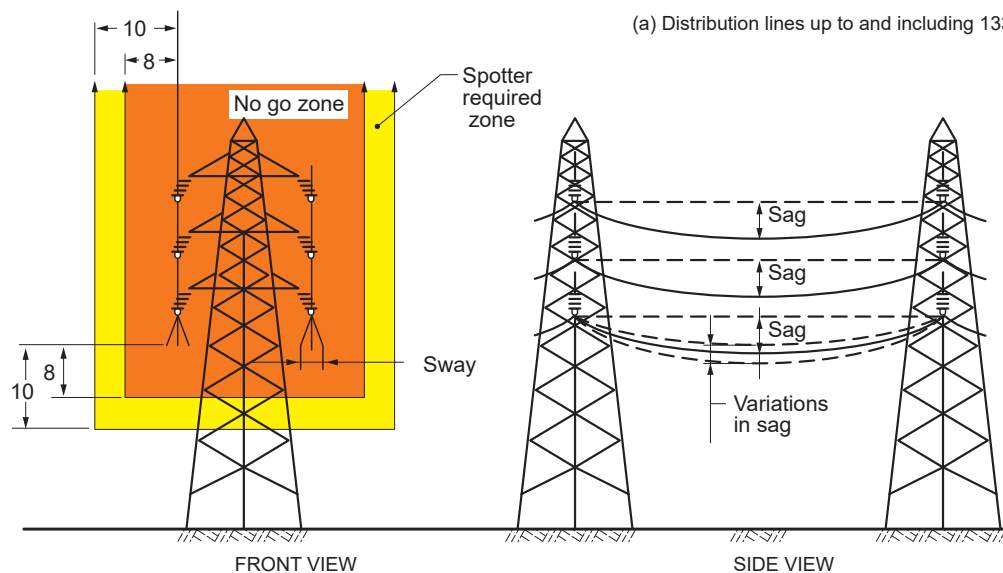 (a) Distribution lines up to and including 133
10
8
No go zone
Spotter
required
zone
Sag
Sag
Sag
Sway
8
10
Variations
in sag
FRONT VIEW
SIDE VIEW